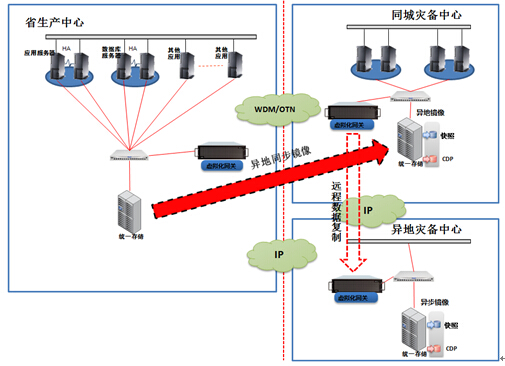 省生产中心
应用服务器
HA
数据库
服务器
HA
其他
应用
其他
应用
虚拟化网关
统一存储
WDM/OTN
异地同步镜像
同城灾备中心
虚拟化网关
异地镜像
快照
CDP
统一存储
远程数据复制
IP
IP
异地灾备中心
虚拟化网关
异步镜像
快照
CDP
统一存储